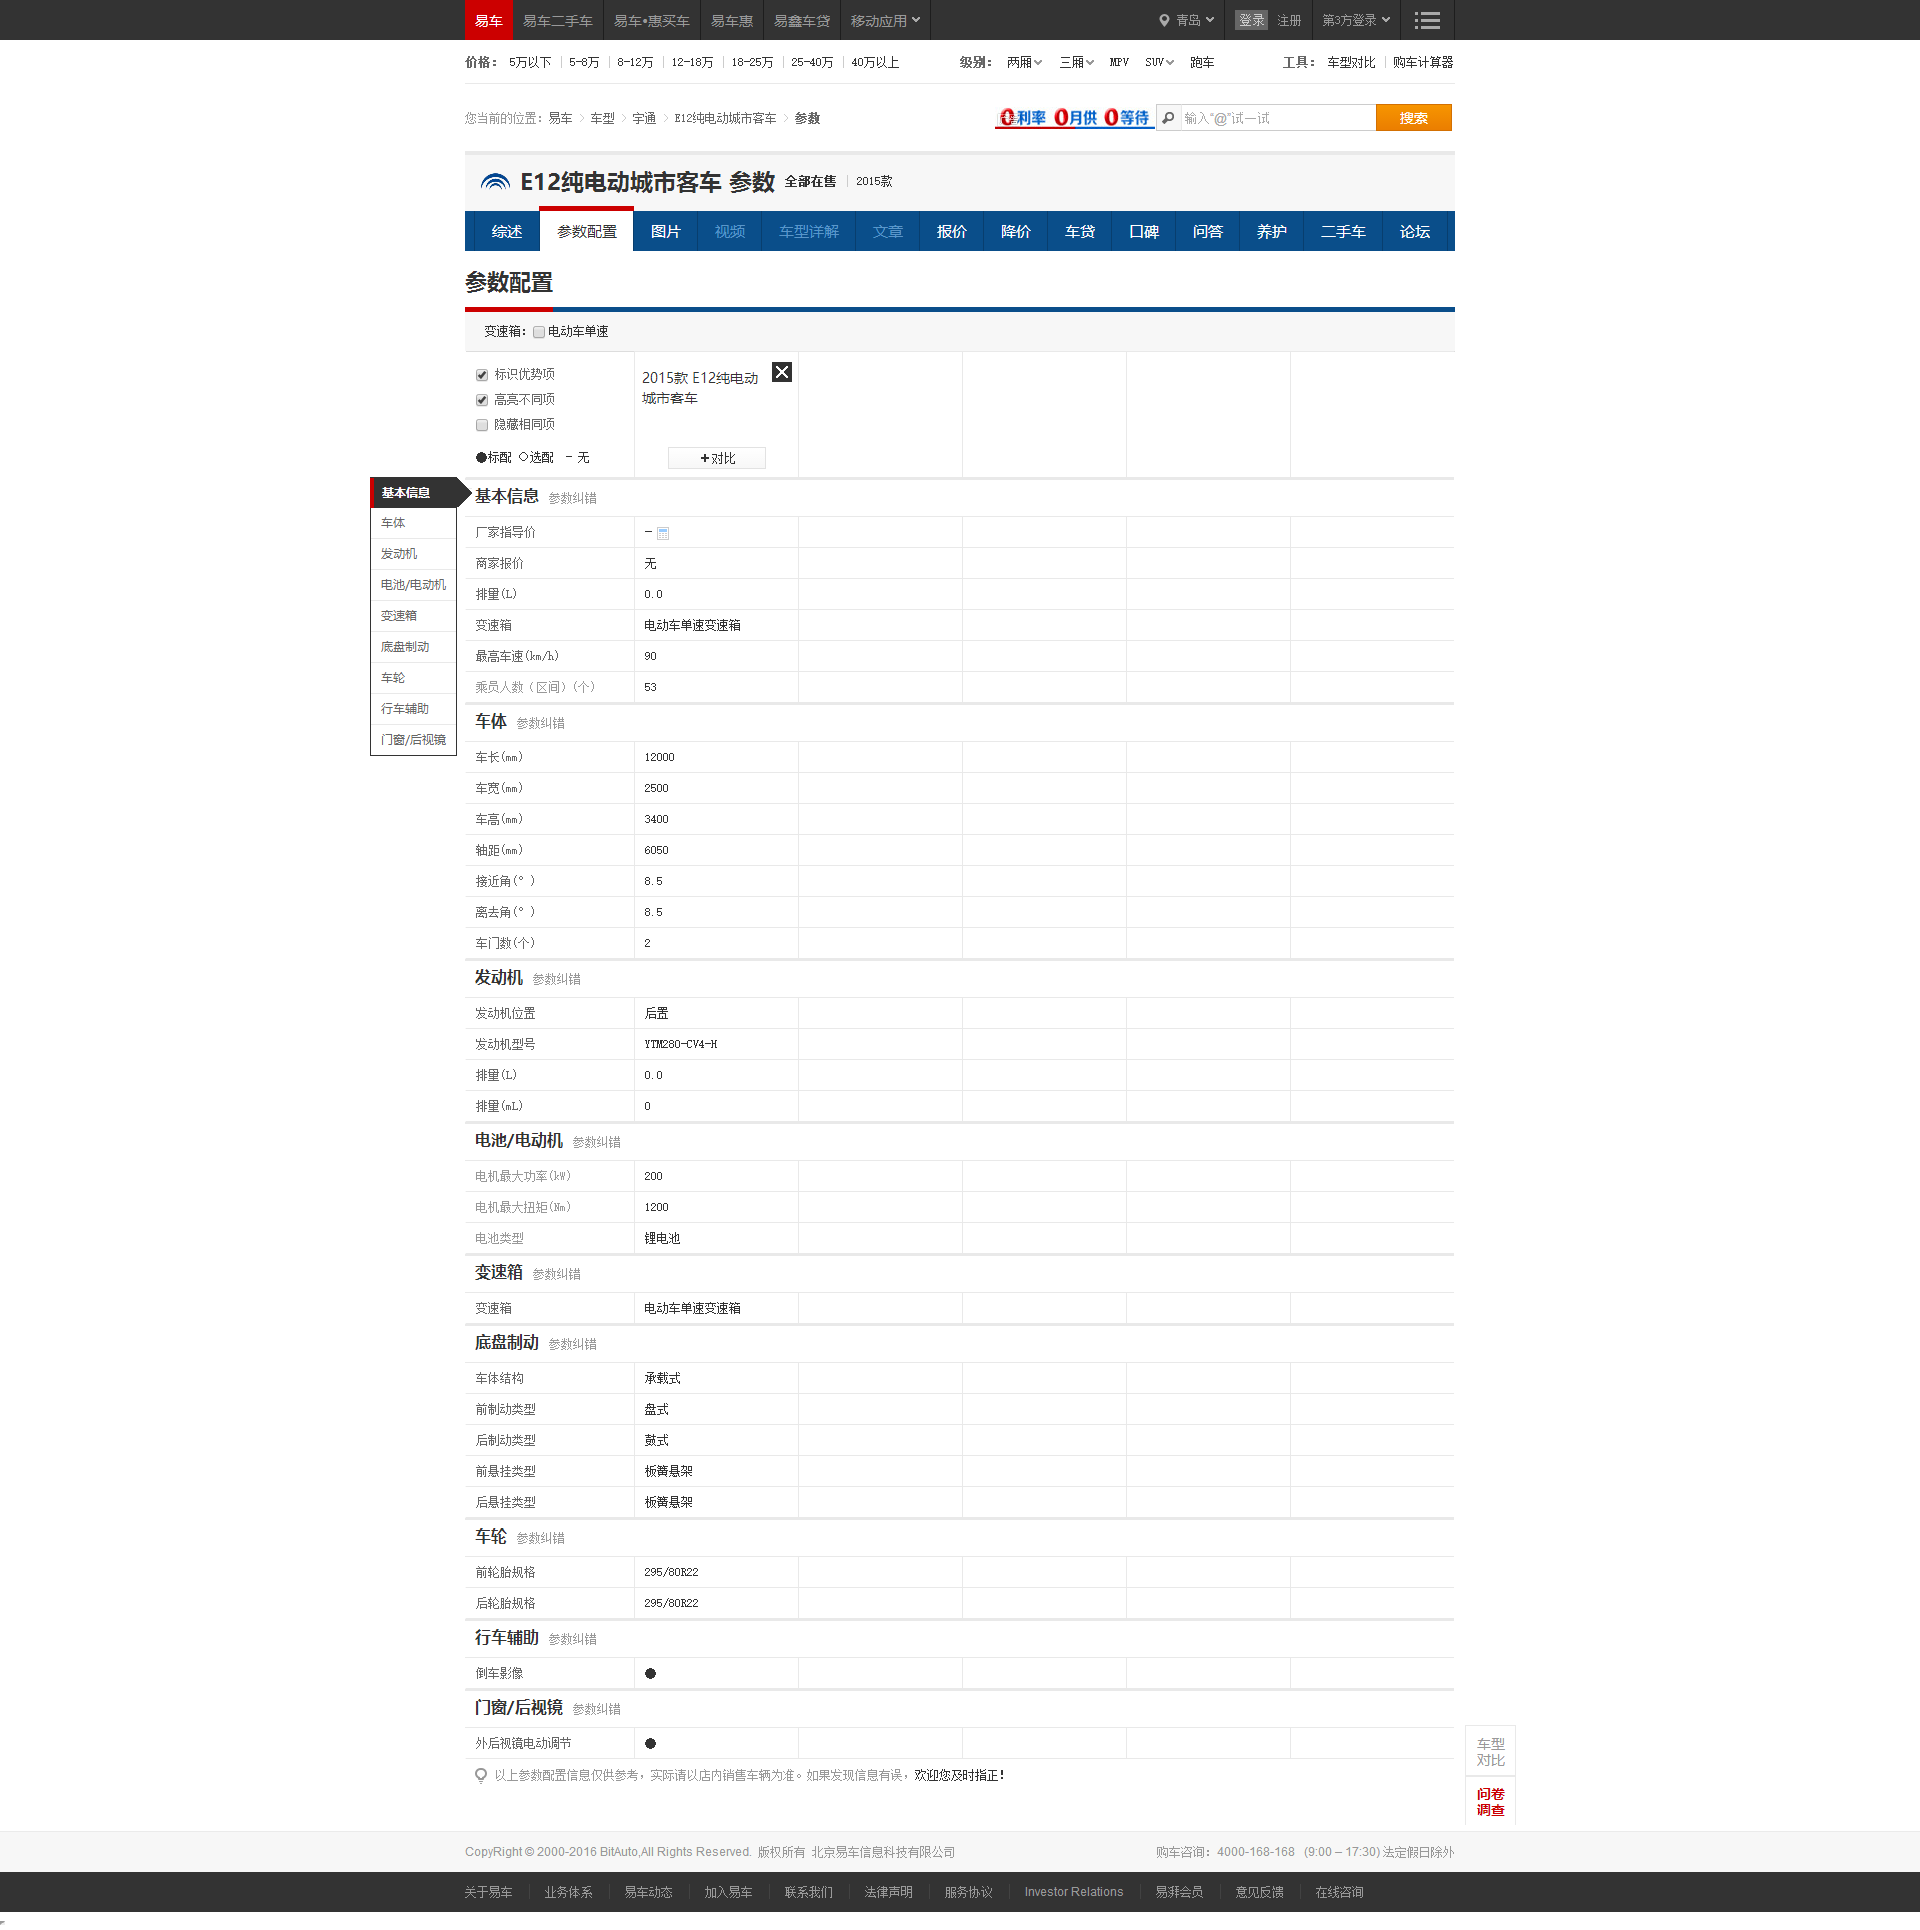 易车 易车二手车 易车•惠买车 易车惠 易鑫车贷 移动应用 青岛 登录 注册 第3方登录
价格： 5万以下 5-8万 8-12万 12-18万 18-25万 25-40万 40万以上 级别： 两厢 三厢 MPV SUV 跑车 工具： 车型对比 购车计算器
您当前的位置：易车 车型 宇通 E12纯电动城市客车 参数 0利率 0月供 0等待 输入“@”试一试 搜索
E12纯电动城市客车 参数 全部在售 2015款
综述 参数配置 图片 视频 车型详解 文章 报价 降价 车贷 口碑 问答 养护 二手车 论坛
参数配置
变速箱： 电动车单速
标识优势项
高亮不同项
隐藏相同项
●标配 ○选配 - 无
2015款 E12纯电动
城市客车
+对比
基本信息
车体
发动机
电池/电动机
变速箱
底盘制动
车轮
行车辅助
门窗/后视镜
基本信息 参数纠错
厂家指导价 -
商家报价 无
排量(L) 0.0
变速箱 电动车单速变速箱
最高车速(km/h) 90
乘员人数（区间）(个) 53
车体 参数纠错
车长(mm) 12000
车宽(mm) 2500
车高(mm) 3400
轴距(mm) 6050
接近角(°) 8.5
离去角(°) 8.5
车门数(个) 2
发动机 参数纠错
发动机位置 后置
发动机型号 YTM280-CV4-H
排量(L) 0.0
排量(mL) 0
电池/电动机 参数纠错
电机最大功率(kW) 200
电机最大扭矩(Nm) 1200
电池类型 锂电池
变速箱 参数纠错
变速箱 电动车单速变速箱
底盘制动 参数纠错
车体结构 承载式
前制动类型 盘式
后制动类型 鼓式
前悬挂类型 板簧悬架
后悬挂类型 板簧悬架
车轮 参数纠错
前轮胎规格 295/80R22
后轮胎规格 295/80R22
行车辅助 参数纠错
倒车影像 ●
门窗/后视镜 参数纠错
外后视镜电动调节 ●
以上参数配置信息仅供参考，实际请以店内销售车辆为准。如果发现信息有误，欢迎您及时指正！
车型
对比
问卷
调查
CopyRight © 2000-2016 BitAuto,All Rights Reserved. 版权所有 北京易车信息科技有限公司 购车咨询：4000-168-168 (9:00 – 17:30) 法定假日除外
关于易车 业务体系 易车动态 加入易车 联系我们 法律声明 服务协议 Investor Relations 易湃会员 意见反馈 在线咨询